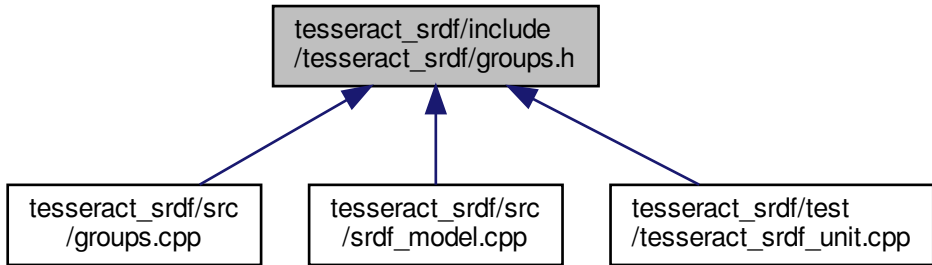 tesseract_srdf/include
/tesseract_srdf/groups.h
tesseract_srdf/src
/groups.cpp
tesseract_srdf/src
/srdf_model.cpp
tesseract_srdf/test
/tesseract_srdf_unit.cpp